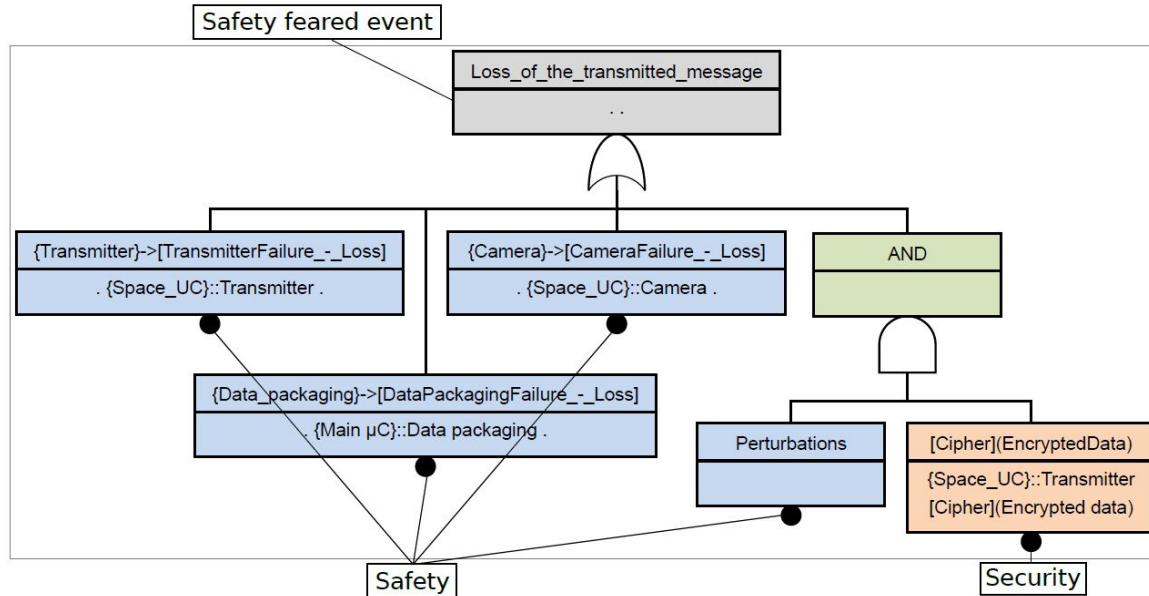 Safety feared event
Loss_of_the_transmitted_message
. .
{Transmitter}->[TransmitterFailure_-_Loss]
. {Space_UC}::Transmitter .
{Camera}->[CameraFailure_-_Loss]
. {Space_UC}::Camera .
AND
{Data_packaging}->[DataPackagingFailure_-_Loss]
. {Main µC}::Data packaging .
Perturbations
[Cipher](EncryptedData)
{Space_UC}::Transmitter
[Cipher](Encrypted data)
Safety
Security